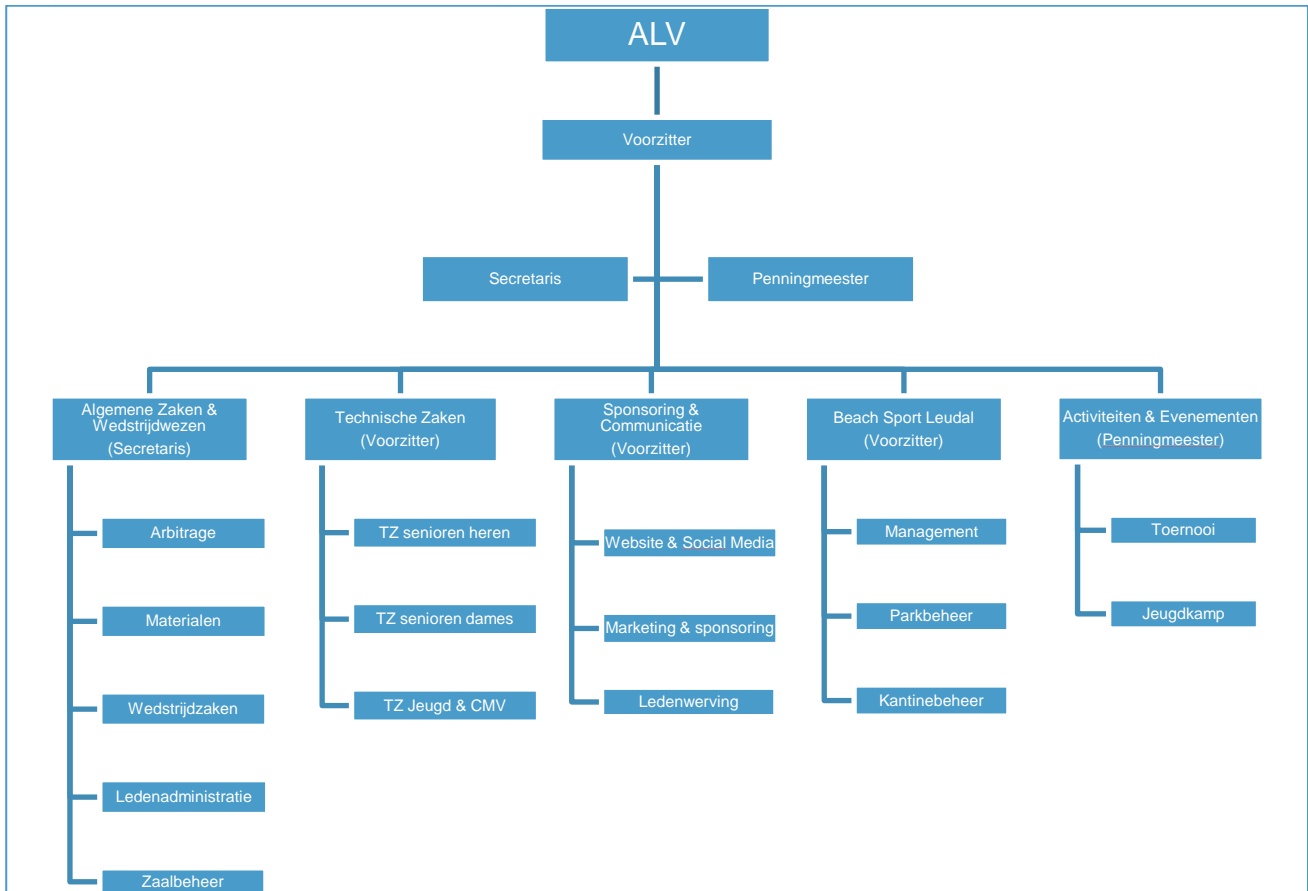 ALV
Voorzitter
Secretaris
Penningmeester
Algemene Zaken &
Wedstrijdwezen
(Secretaris)
Arbitrage
Materialen
Wedstrijdzaken
Ledenadministratie
Zaalbeheer
Technische Zaken
(Voorzitter)
TZ senioren heren
TZ senioren dames
TZ Jeugd & CMV
Sponsoring &
Communicatie
(Voorzitter)
Website & Social Media
Marketing & sponsoring
Ledenwerving
Beach Sport Leudal
(Voorzitter)
Management
Parkbeheer
Kantinebeheer
Activiteiten & Evenementen
(Penningmeester)
Toernooi
Jeugdkamp